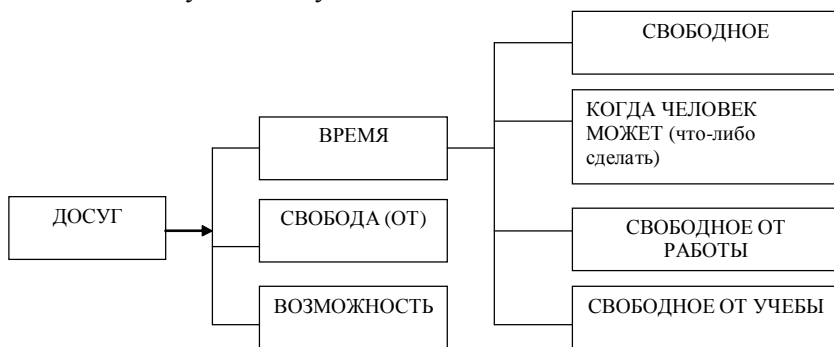 СВОБОДНОЕ
КОГДА ЧЕЛОВЕК
МОЖЕТ (что-либо
сделать)
ВРЕМЯ
ДОСУГ
СВОБОДА (ОТ)
СВОБОДНОЕ ОТ
РАБОТЫ
ВОЗМОЖНОСТЬ
СВОБОДНОЕ ОТ УЧЕБЫ